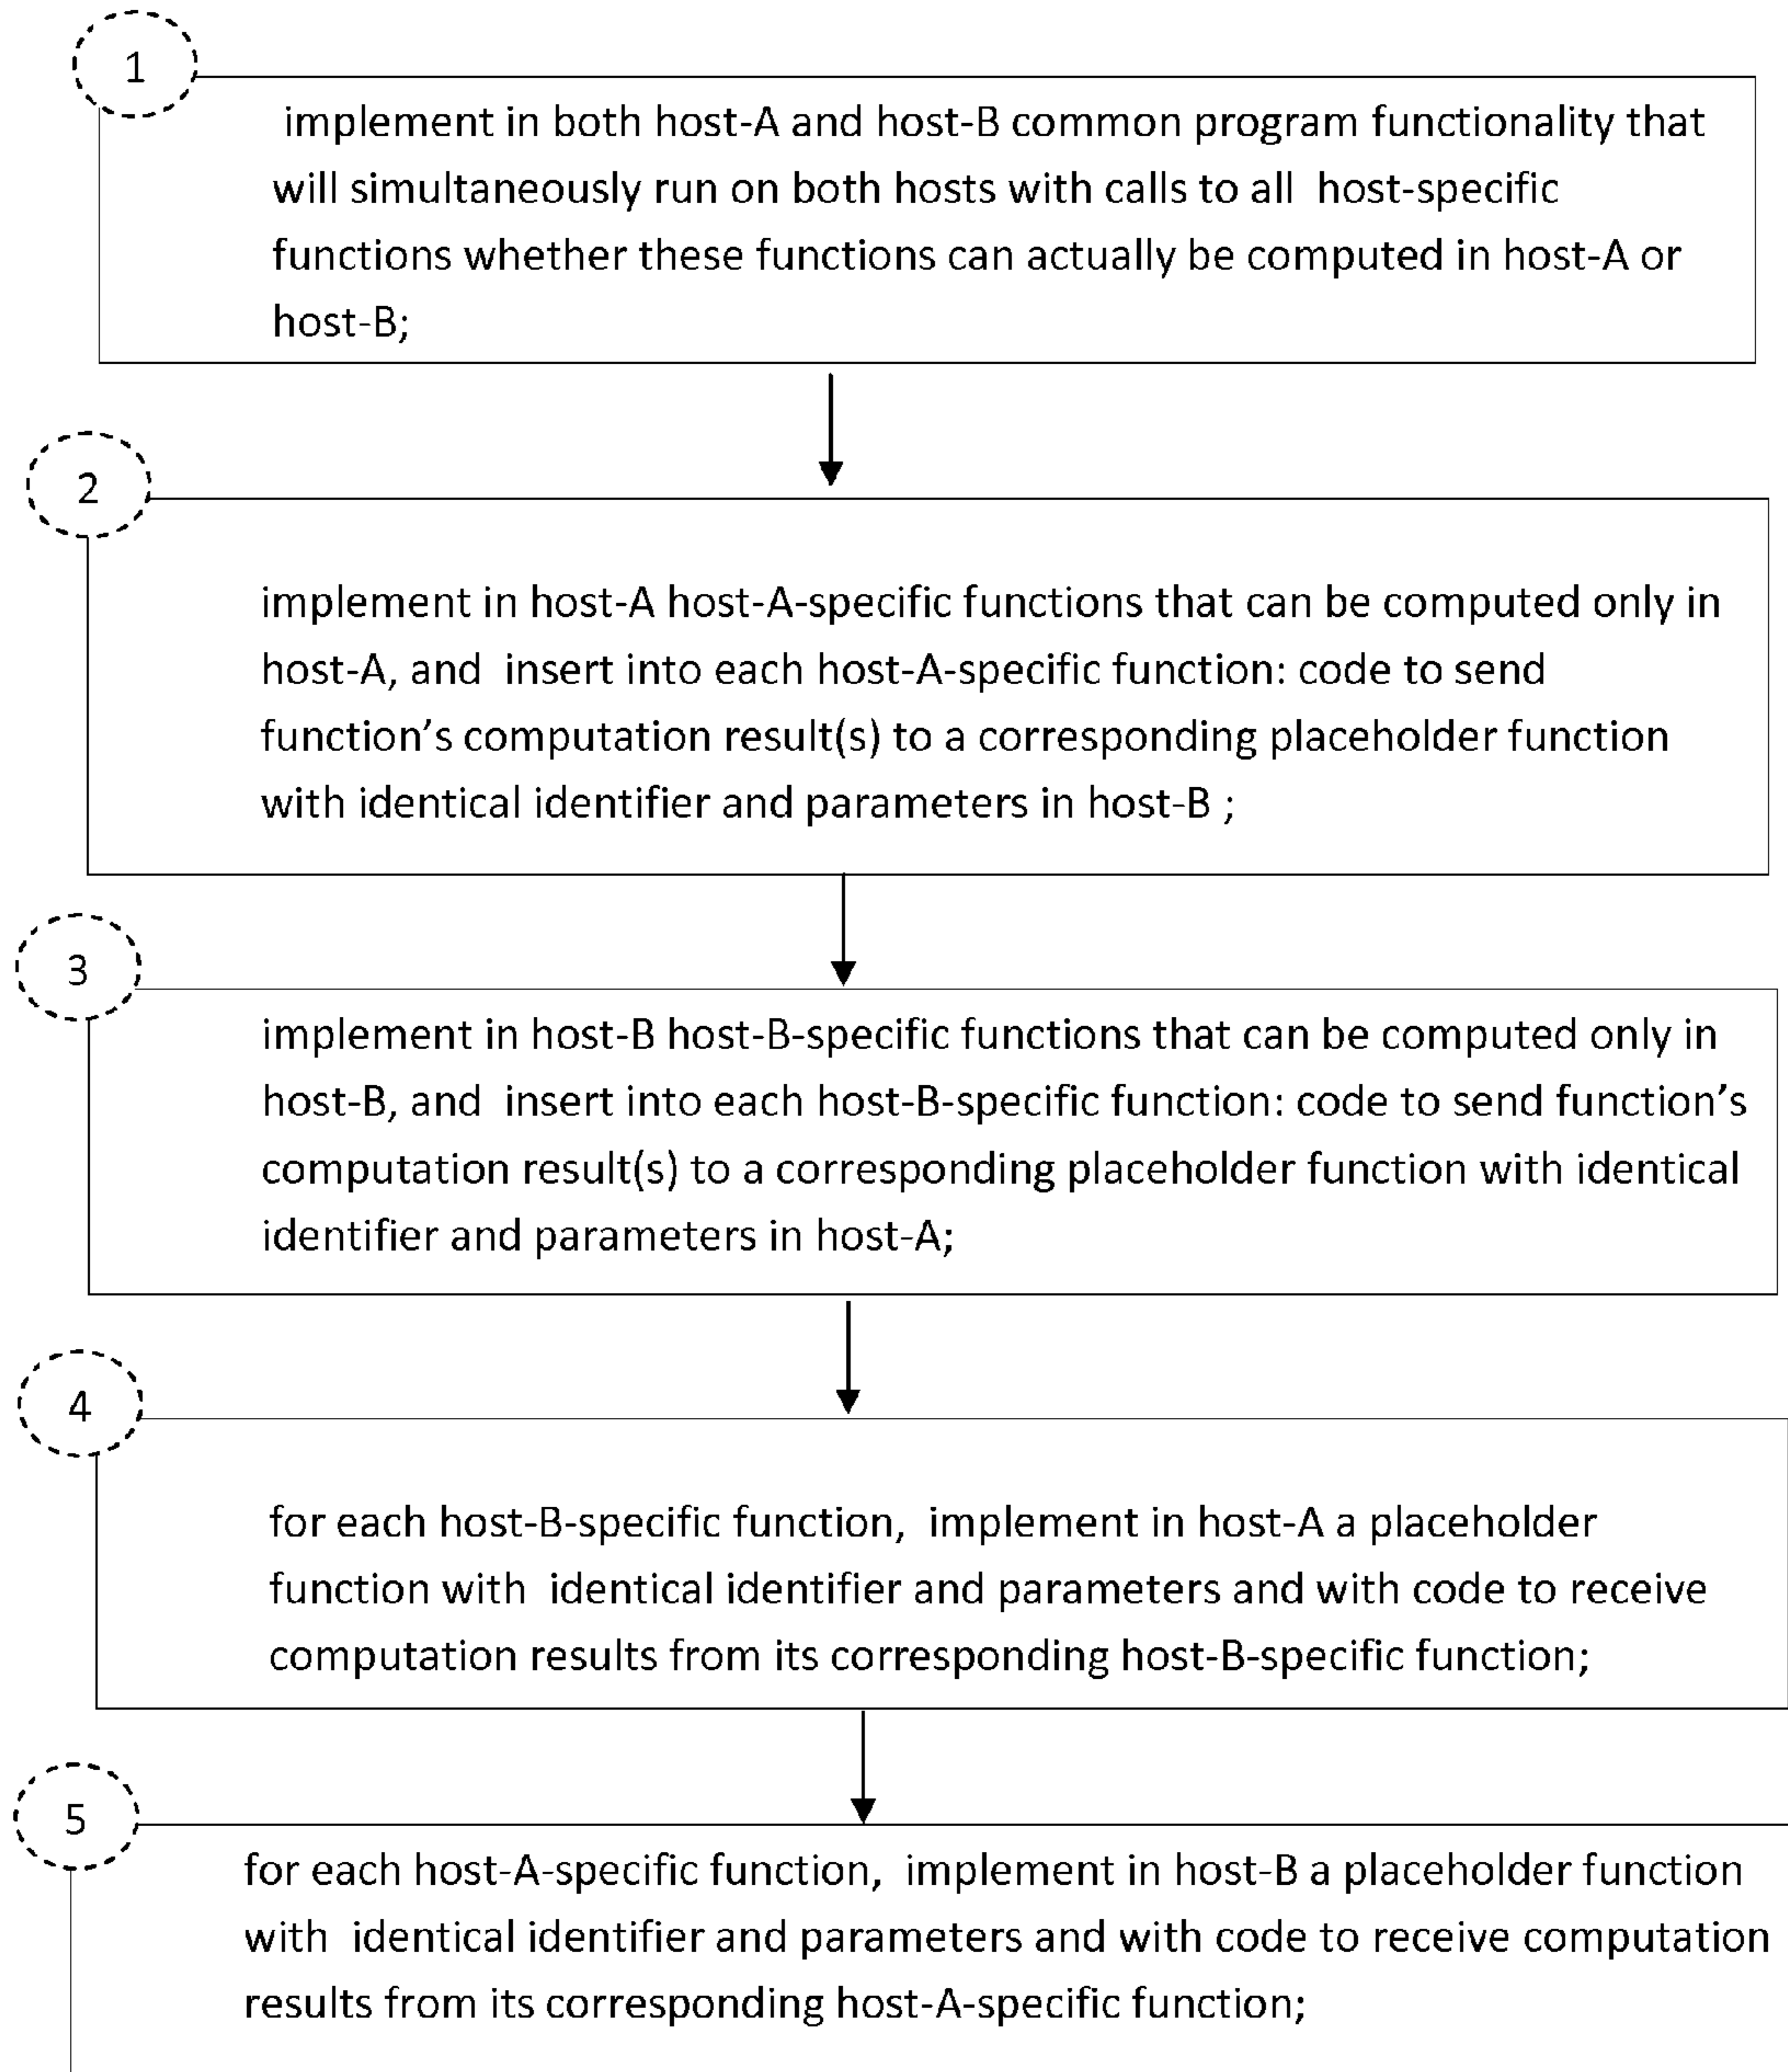 1
implement in both host-A and host-B common program functionality that
will simultaneously run on both hosts with calls to all host-specific
functions whether these functions can actually be computed in host-A or
host-B;
2
implement in host-A host-A-specific functions that can be computed only in
host-A, and insert into each host-A-specific function: code to send
function's computation result(s) to a corresponding placeholder function
with identical identifier and parameters in host-B ;
3
implement in host-B host-B-specific functions that can be computed only in
host-B, and insert into each host-B-specific function: code to send function's
computation result(s) to a corresponding placeholder function with identical
identifier and parameters in host-A;
4
for each host-B-specific function, implement in host-A a placeholder
function with identical identifier and parameters and with code to receive
computation results from its corresponding host-B-specific function;
5
for each host-A-specific function, implement in host-B a placeholder function
with identical identifier and parameters and with code to receive computation
results from its corresponding host-A-specific function;